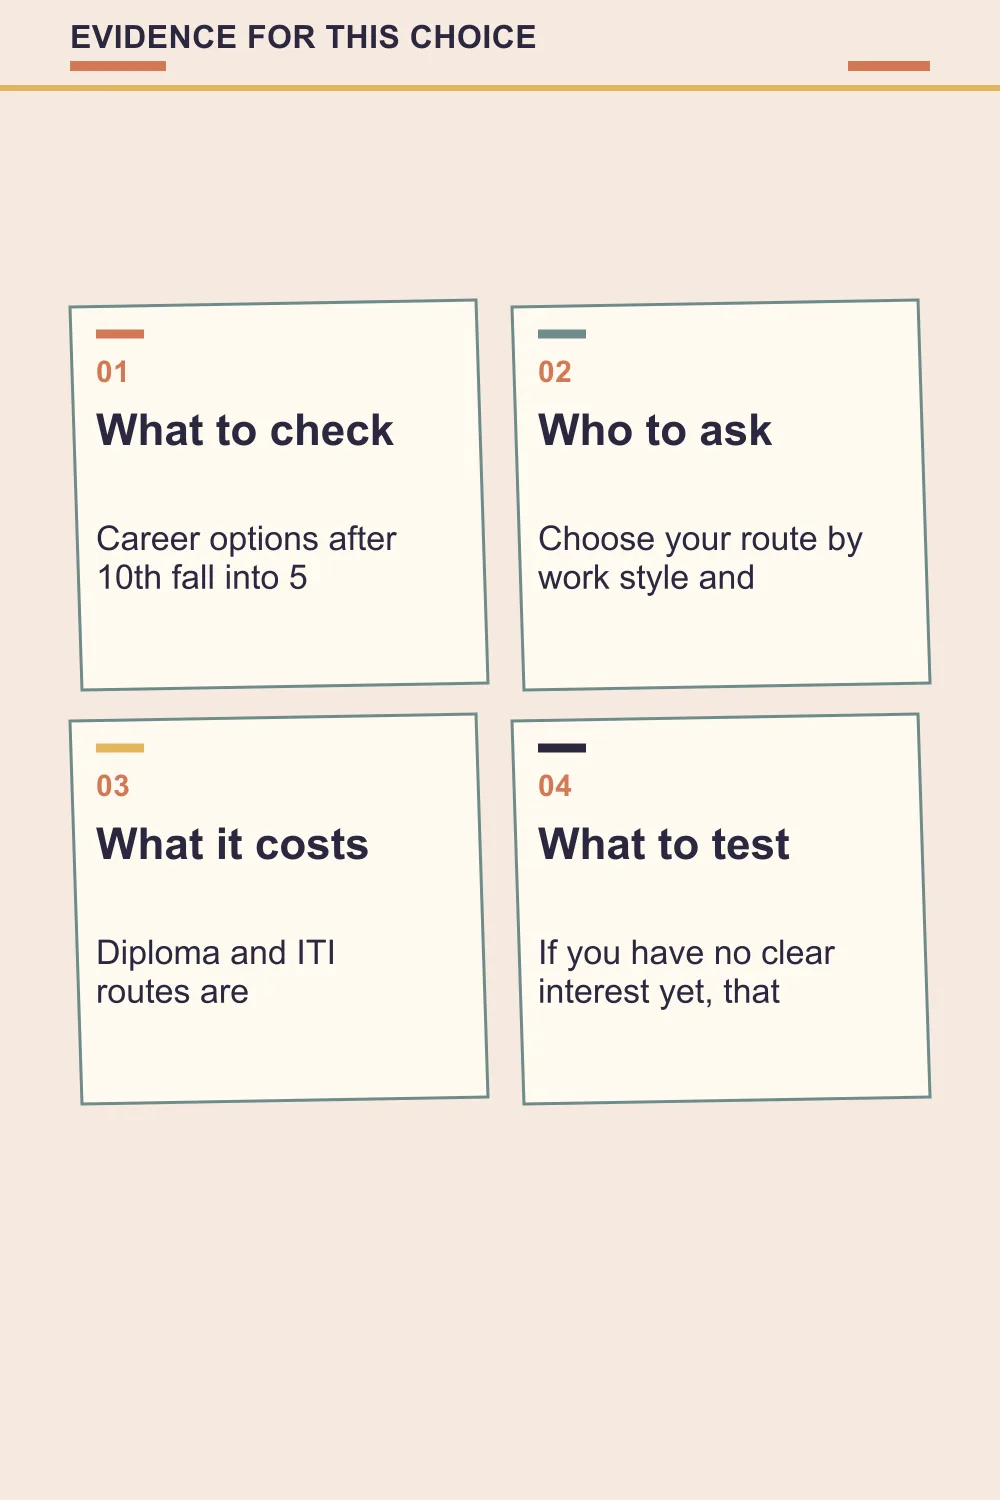 EVIDENCE FOR THIS CHOICE
01
What to check
Career options after
10th fall into 5
02
Who to ask
Choose your route by
work style and
03
What it costs
Diploma and ITI
routes are
04
What to test
If you have no clear
interest yet, that